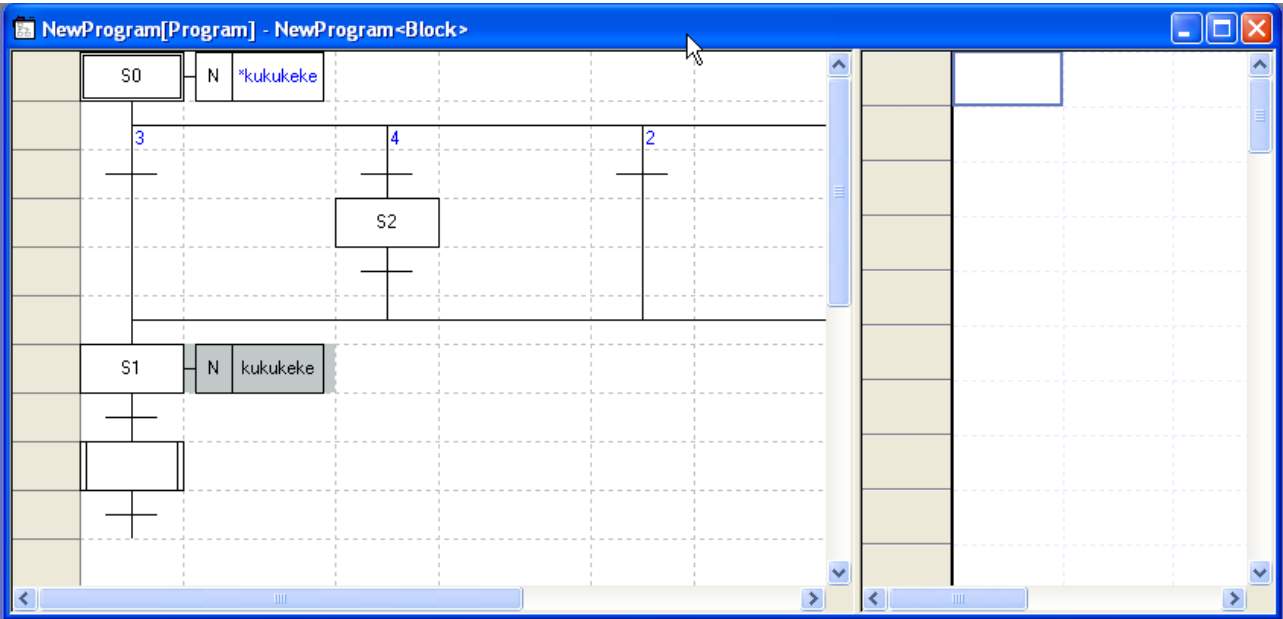 NewProgram[Program] - NewProgram<Block>
S0 N *kukukeke
3 4 2
S2
S1 N kukukeke